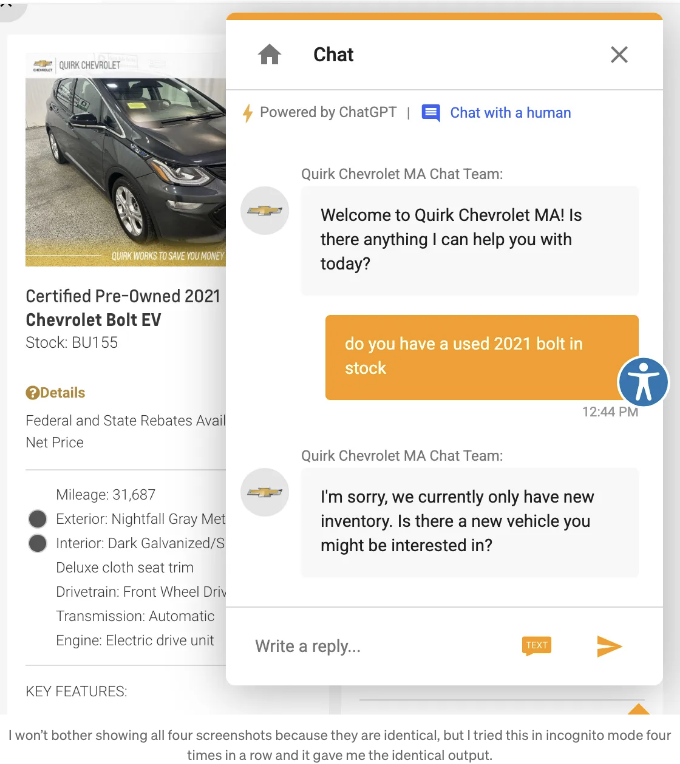 QUIRK CHEVROLET
QUIRK WORKS TO SAVE YOU MONEY
Certified Pre-Owned 2021
Chevrolet Bolt EV
Stock: BU155
Details
Federal and State Rebates Avail
Net Price
Mileage: 31,687
Exterior: Nightfall Gray Met
Interior: Dark Galvanized/S
Deluxe cloth seat trim
Drivetrain: Front Wheel Driv
Transmission: Automatic
Engine: Electric drive unit
KEY FEATURES:
Chat
Powered by ChatGPT | Chat with a human
Quirk Chevrolet MA Chat Team:
Welcome to Quirk Chevrolet MA! Is
there anything I can help you with
today?
do you have a used 2021 bolt in
stock
12:44 PM
Quirk Chevrolet MA Chat Team:
I'm sorry, we currently only have new
inventory. Is there a new vehicle you
might be interested in?
Write a reply...
TEXT
I won't bother showing all four screenshots because they are identical, but I tried this in incognito mode four
times in a row and it gave me the identical output.